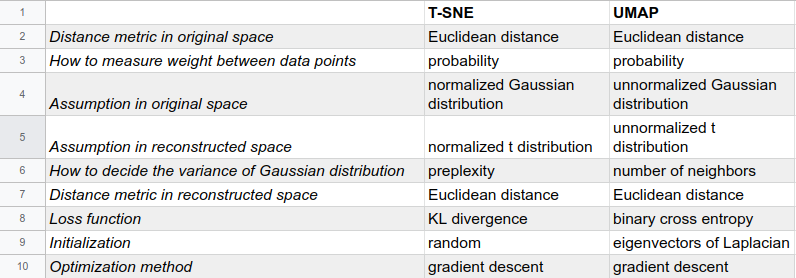 1 T-SNE UMAP
2 Distance metric in original space Euclidean distance Euclidean distance
3 How to measure weight between data points probability probability
normalized Gaussian unnormalized Gaussian
4 Assumption in original space distribution distribution
unnormalized t
5 Assumption in reconstructed space normalized t distribution distribution
6 How to decide the variance of Gaussian distribution preplexity number of neighbors
7 Distance metric in reconstructed space Euclidean distance Euclidean distance
8 Loss function KL divergence binary cross entropy
9 Initialization random eigenvectors of Laplacian
10 Optimization method gradient descent gradient descent